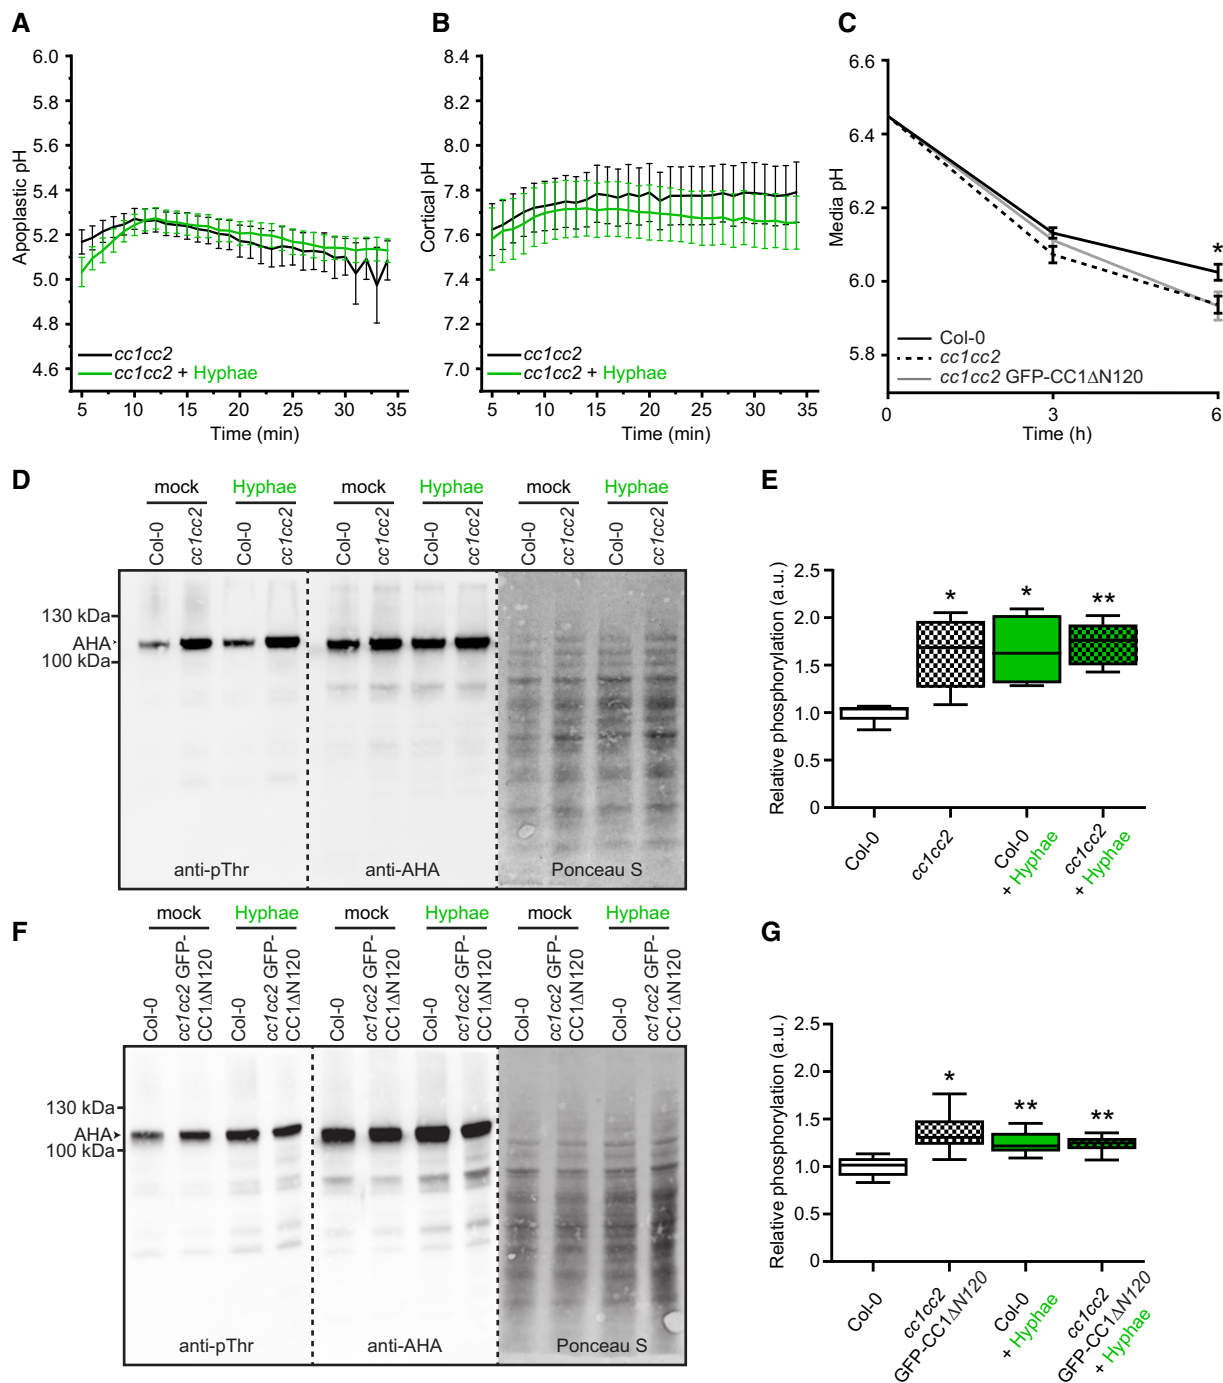 A
6.0
5.8
5.6
5.4
5.2
5.0
4.8
4.6
Apoplastic pH
cc1cc2
cc1cc2 + Hyphae
5 10 15 20 25 30 35
Time (min)
B
8.4
8.2
8.0
7.8
7.6
7.4
7.2
7.0
Cortical pH
cc1cc2
cc1cc2 + Hyphae
5 10 15 20 25 30 35
Time (min)
C
6.6
6.4
6.2
6.0
5.8
Media pH
*
Col-0
cc1cc2
cc1cc2 GFP-CC1ΔN120
0 3 6
Time (h)
D
mock Hyphae mock Hyphae mock Hyphae
Col-0 cc1cc2 Col-0 cc1cc2 Col-0 cc1cc2 Col-0 cc1cc2 Col-0 cc1cc2 Col-0 cc1cc2
130 kDa
AHA
100 kDa
anti-pThr anti-AHA Ponceau S
E
2.5
2.0
1.5
1.0
0.5
0
Relative phosphorylation (a.u.)
* * **
Col-0
cc1cc2
Col-0
+ Hyphae
cc1cc2
+ Hyphae
F
mock Hyphae mock Hyphae mock Hyphae
Col-0
cc1cc2 GFP-
CC1ΔN120
Col-0
cc1cc2 GFP-
CC1ΔN120
Col-0
cc1cc2 GFP-
CC1ΔN120
Col-0
cc1cc2 GFP-
CC1ΔN120
Col-0
cc1cc2 GFP-
CC1ΔN120
Col-0
cc1cc2 GFP-
CC1ΔN120
130 kDa
AHA
100 kDa
anti-pThr anti-AHA Ponceau S
G
2.5
2.0
1.5
1.0
0.5
0
Relative phosphorylation (a.u.)
* ** **
Col-0
cc1cc2
GFP-CC1ΔN120
Col-0
+ Hyphae
cc1cc2
GFP-CC1ΔN120
+ Hyphae